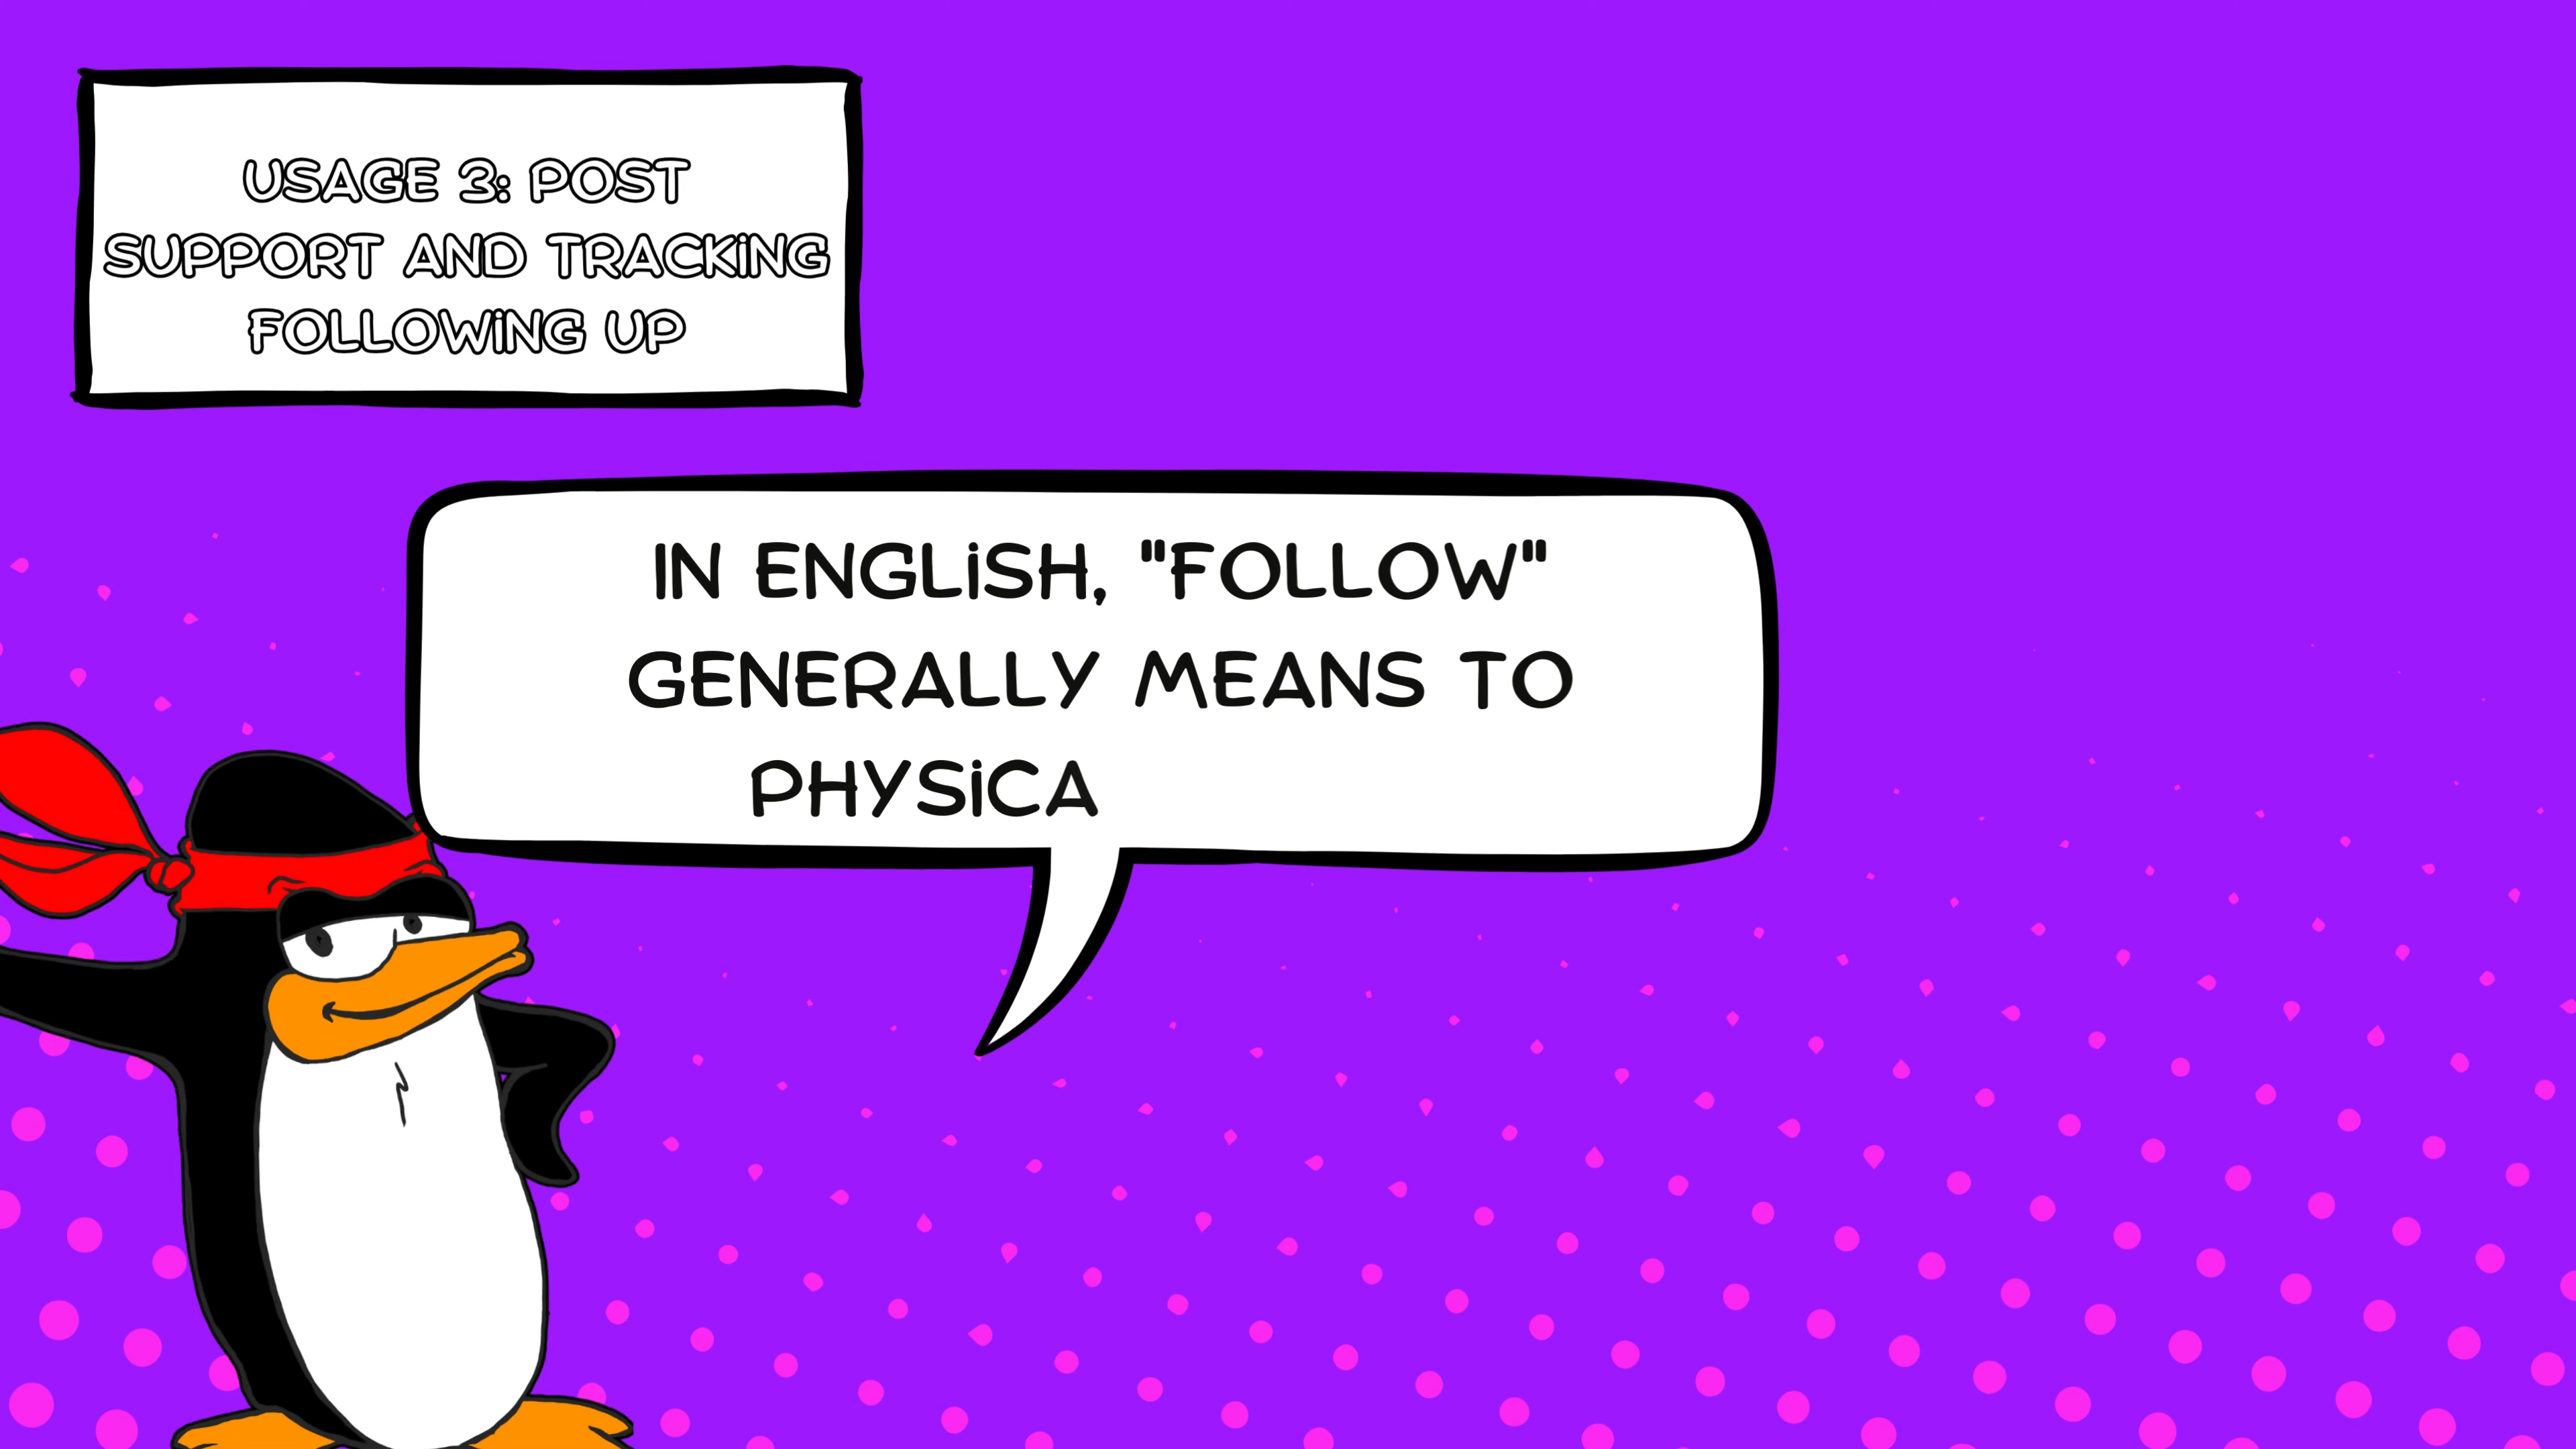 USAGE 3: POST
SUPPORT AND TRACKING
FOLLOWING UP
IN ENGLISH, "FOLLOW"
GENERALLY MEANS TO
PHYSICA